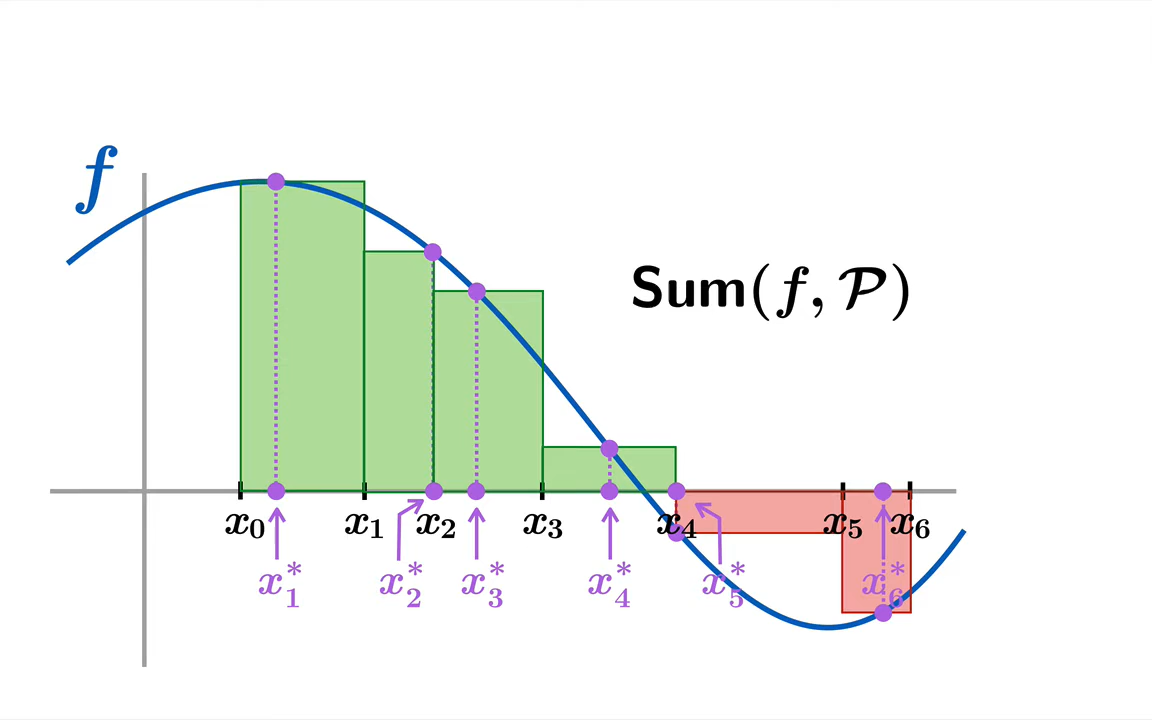 f
Sum(f, 𝒫)
x₀ x₁ x₂ x₃ x₄ x₅ x₆
x₁* x₂* x₃* x₄* x₅* x₆*